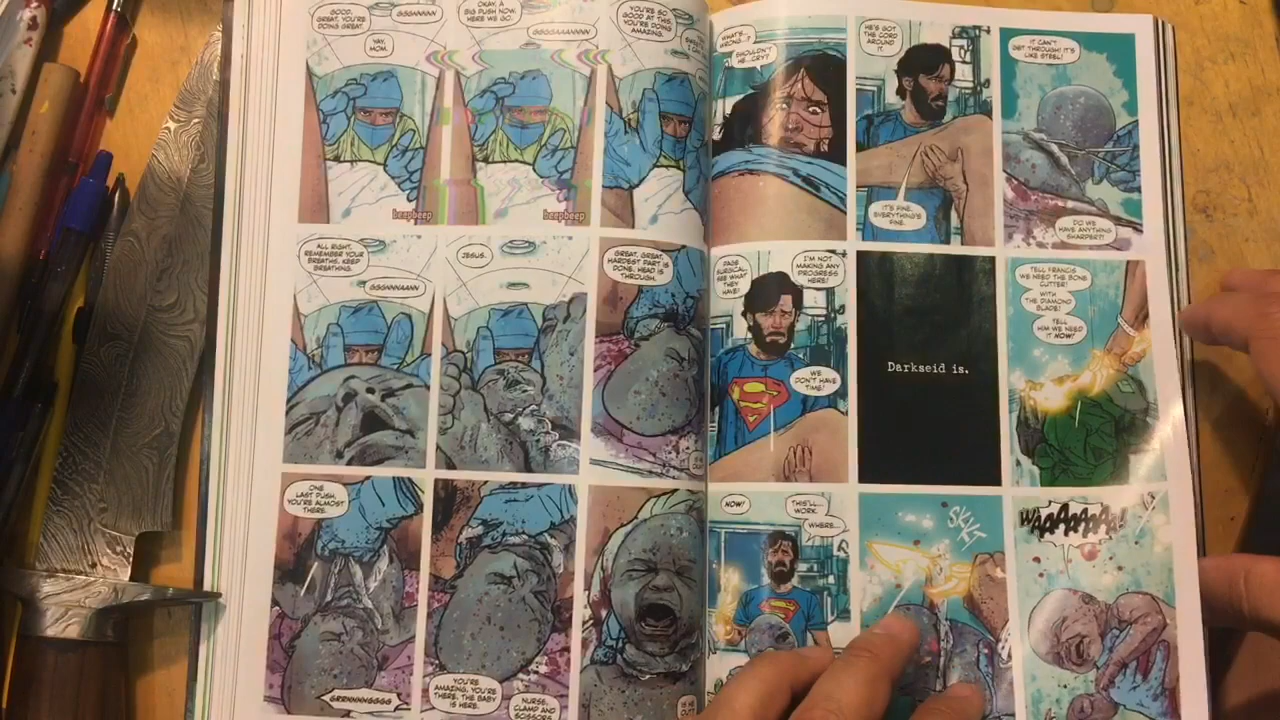 GOOD,
GREAT, YOU'RE
DOING GREAT.
GGGNNNNN
YAY,
MOM.
OKAY, A
BIG PUSH NOW.
HERE WE GO.
beepbeep
beepbeep
YOU'RE SO
GOOD AT THIS,
YOU'RE DOING
AMAZING.
ALL RIGHT,
REMEMBER YOUR
BREATHS. KEEP
BREATHING.
GGGNNNAANN
JESUS.
GREAT, GREAT,
HARDEST PART IS
DONE. HEAD IS
THROUGH.
ONE
LAST PUSH,
YOU'RE ALMOST
THERE.
YOU'RE
AMAZING. YOU'RE
THERE. THE BABY
IS HERE.
NURSE,
CLAMP AND
SCISSORS
WHAT'S
WRONG...?
SHOULDN'T
HE...CRY?
HE'S GOT
THE CORD
AROUND
IT.
IT'S FINE.
EVERYTHING'S
FINE.
IT CAN'T
GET THROUGH! IT'S
LIKE STEEL!
DO WE
HAVE ANYTHING
SHARPER?!
PAGE
SURGICAL,
SEE WHAT
THEY
HAVE!
I'M NOT
MAKING ANY
PROGRESS
HERE!
WE
DON'T HAVE
TIME!
Darkseid is.
TELL FRANCIS
WE NEED THE BONE
CUTTER!
WITH
THE DIAMOND
BLADE!
TELL
HIM WE NEED
IT NOW!
NOW!
THIS'LL
WORK.
WHERE...
SKKT